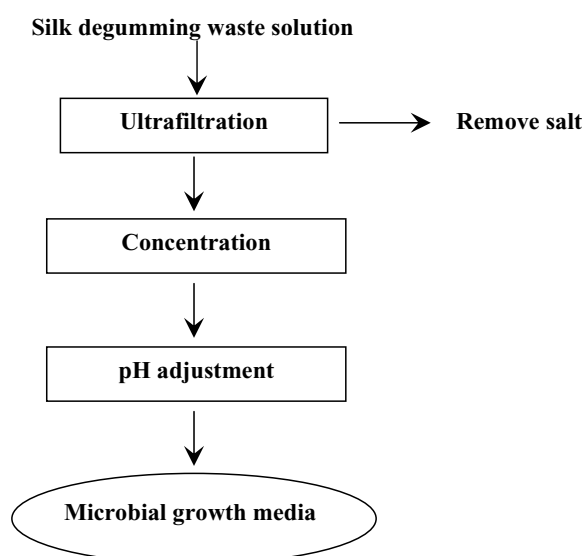 Silk degumming waste solution
Ultrafiltration
Remove salt
Concentration
pH adjustment
Microbial growth media